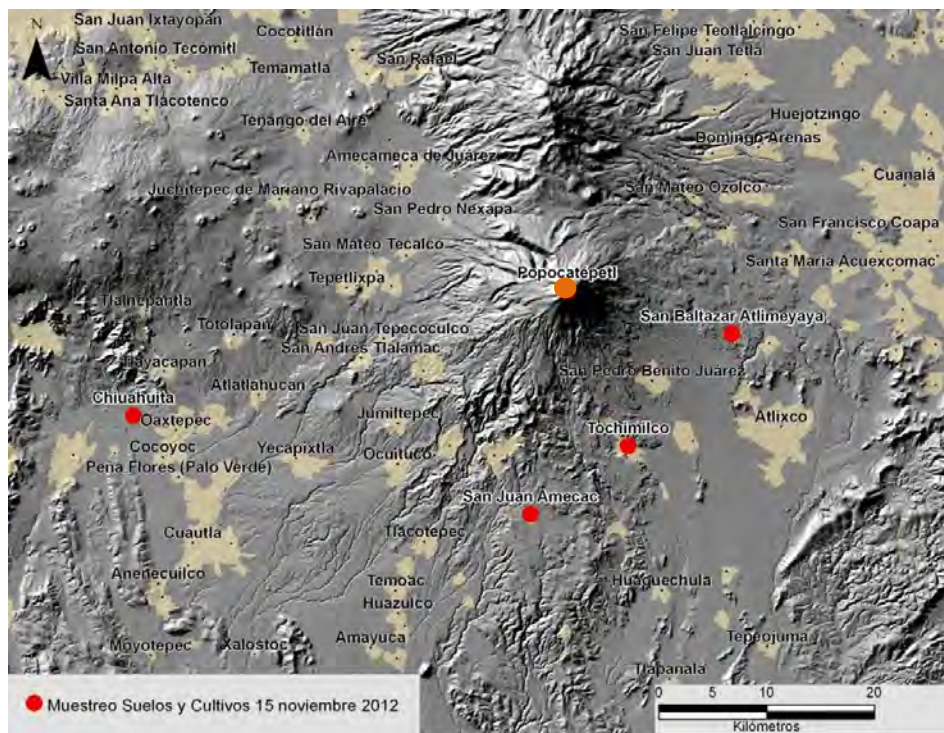 San Juan Ixtayopán
Cocotitlán
San Felipe Teotlalcingo
N
San Antonio Tecomitl
San Rafael
San Juan Tetlá
Temamatla
Villa Milpa Alta
Santa Ana Tlacotenco
Huejotzingo
Tenango del Aire
Domingo Arenas
Amecameca de Juárez
Cuanalá
Juchitepec de Mariano Rivapalacio
San Mateo Ozolco
San Pedro Nexapa
San Francisco Coapa
San Mateo Tecalco
Santa María Acuexcomac
Tepetlixpa
Popocatépetl
Tlalnepantla
San Baltazar Atlimeyaya
Totolapan
San Juan Tepecoculco
San Andrés Tlalamac
Tlayacapan
San Pedro Benito Juárez
Atlatlahucan
Chiuahuita
Jumiltepec
Atlixco
Oaxtepec
Tochimilco
Cocoyoc
Yecapixtla
Ocuituco
Pena Flores (Palo Verde)
San Juan Amecac
Cuautla
Tlacotepec
Anenecuilco
Temoac
Huaquechula
Huazulco
Moyotepec
Xalostoc
Amayuca
Tepeojuma
Tlapanala
Muestreo Suelos y Cultivos 15 noviembre 2012
0 5 10 20
Kilómetros